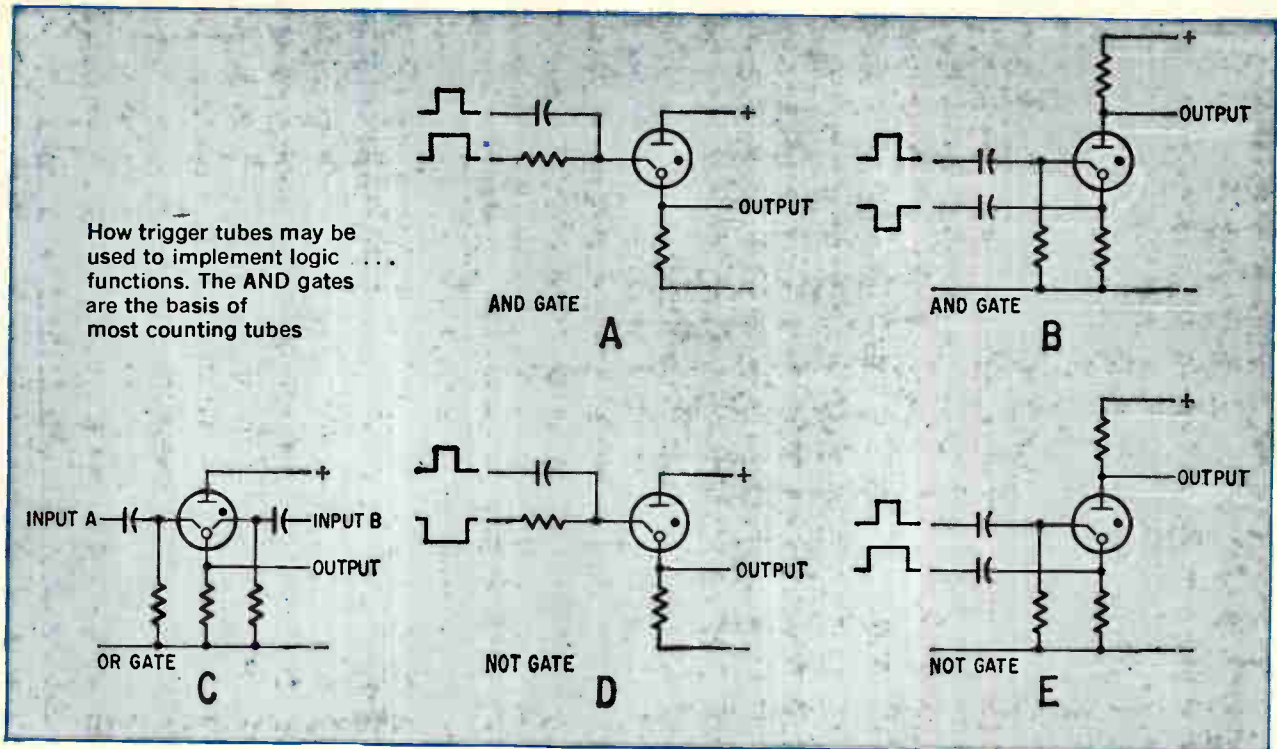 How trigger tubes may be
used to implement logic ....
functions. The AND gates
are the basis of
most counting tubes
+
OUTPUT
-
AND GATE
A
+
OUTPUT
-
AND GATE
B
+
INPUT A
INPUT B
OUTPUT
-
OR GATE
C
+
OUTPUT
-
NOT GATE
D
+
OUTPUT
-
NOT GATE
E